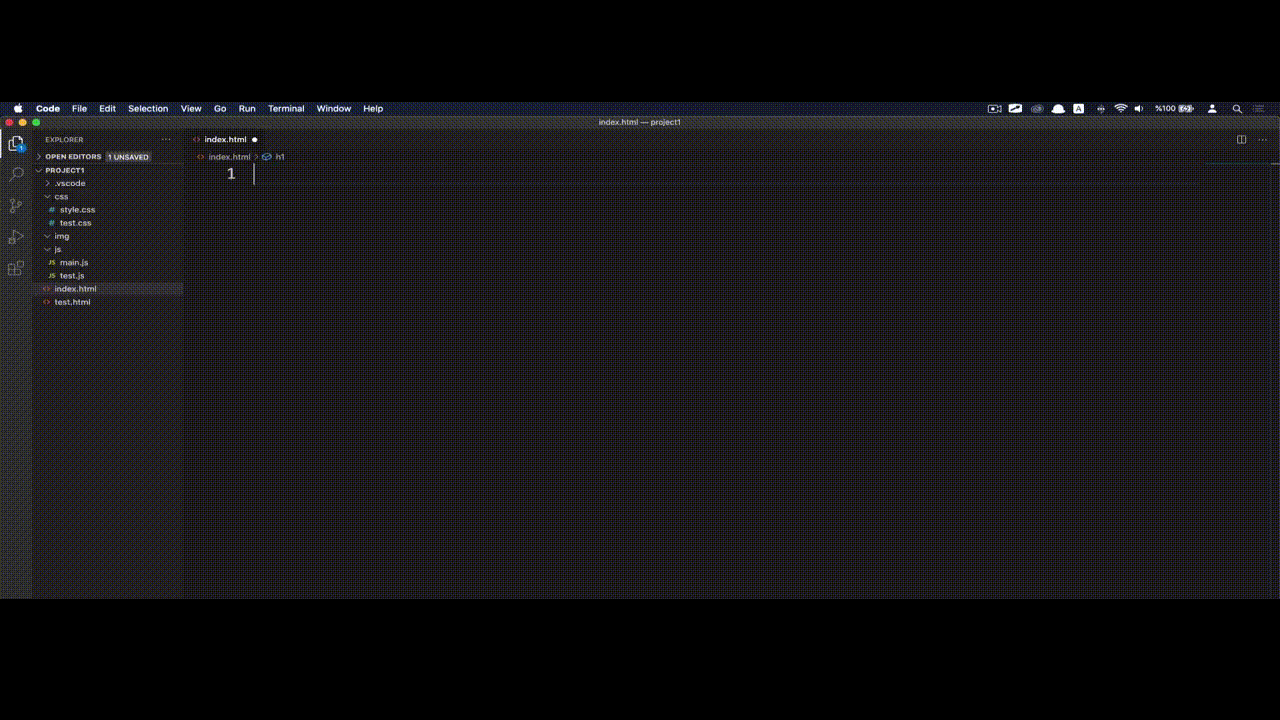 Code File Edit Selection View Go Run Terminal Window Help A %100
index.html — project1
EXPLORER ···
index.html
OPEN EDITORS 1 UNSAVED
index.html > h1
PROJECT1
1
.vscode
css
# style.css
# test.css
img
js
JS main.js
JS test.js
<> index.html
<> test.html